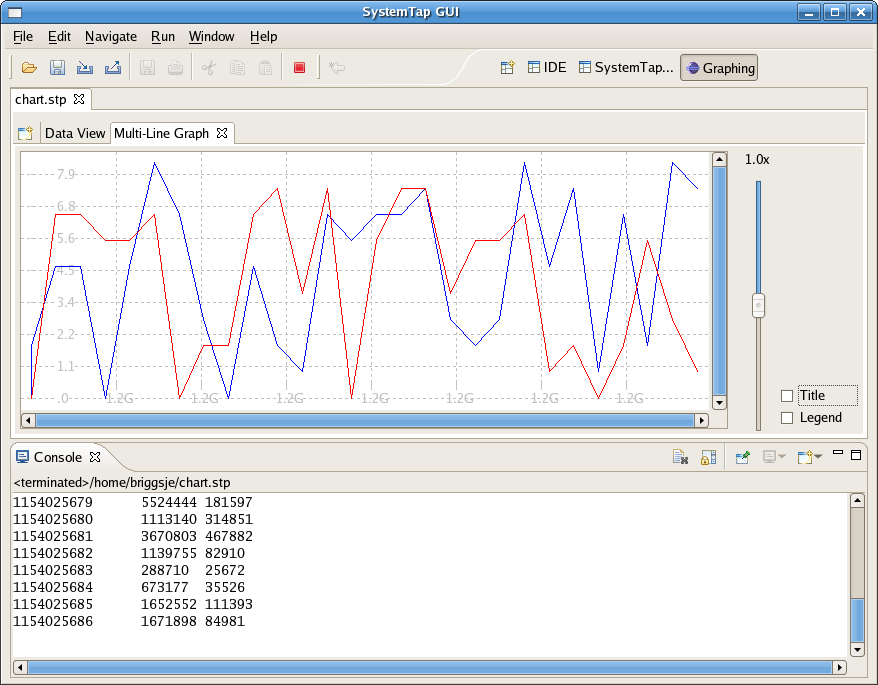 SystemTap GUI
File Edit Navigate Run Window Help
IDE SystemTap... Graphing
chart.stp
Data View Multi-Line Graph
1.0x
7.9
6.8
5.6
4.5
3.4
2.2
1.1
.0 1.2G 1.2G 1.2G 1.2G 1.2G 1.2G 1.2G
Title
Legend
Console
<terminated>/home/briggsje/chart.stp
1154025679 5524444 181597
1154025680 1113140 314851
1154025681 3670803 467882
1154025682 1139755 82910
1154025683 288710 25672
1154025684 673177 35526
1154025685 1652552 111393
1154025686 1671898 84981